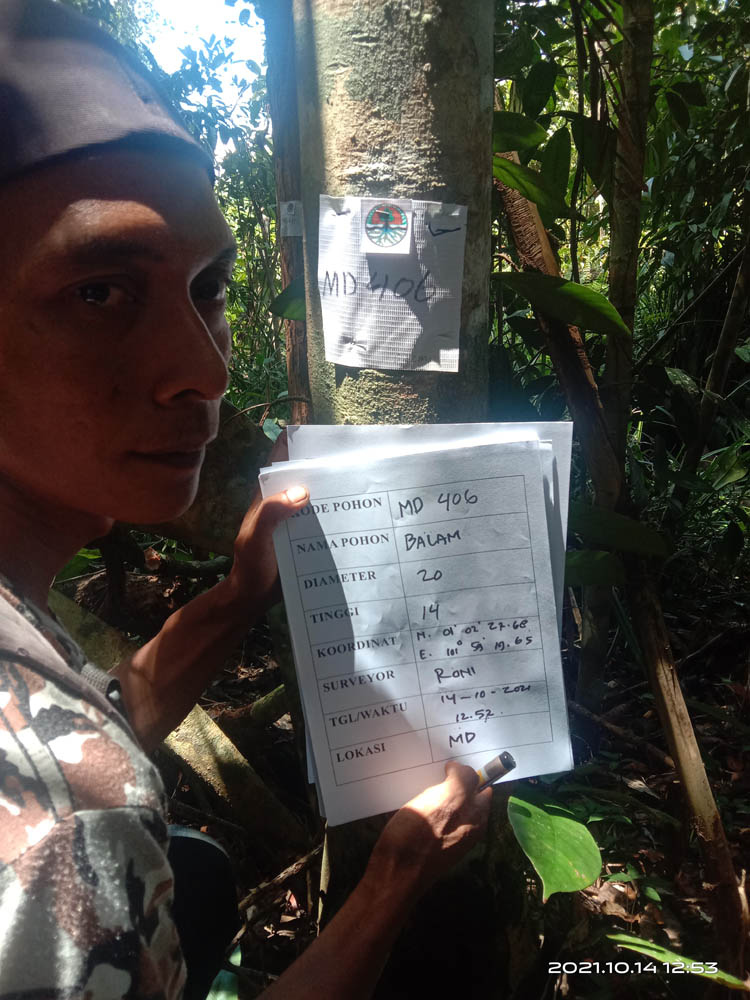 MD 406
KODE POHON MD 406
NAMA POHON BALAM
DIAMETER 20
TINGGI 14
KOORDINAT N. 01° 02' 27.68
E. 101° 59' 19.65
SURVEYOR RONI
TGL/WAKTU 14-10-2021
12.52.
LOKASI MD
2021.10.14 12:53